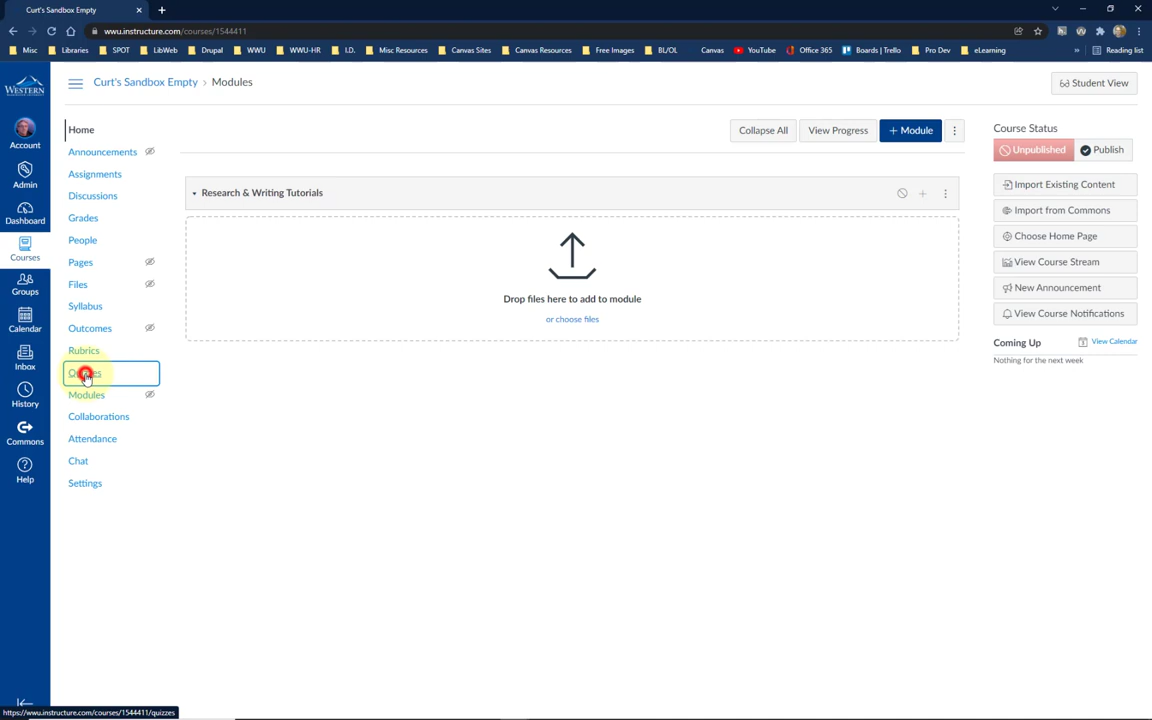 Curt's Sandbox Empty
wwu.instructure.com/courses/1544411
Misc
Libraries
SPOT
LibWeb
Drupal
WWU
WWU-HR
I.D.
Misc Resources
Canvas Sites
Canvas Resources
Free Images
BL/OL
Canvas
YouTube
Office 365
Boards | Trello
Pro Dev
eLearning
»
Reading list
WESTERN
Account
Admin
Dashboard
Courses
Groups
Calendar
Inbox
History
Commons
Help
Curt's Sandbox Empty › Modules
Student View
Home
Announcements
Assignments
Discussions
Grades
People
Pages
Files
Syllabus
Outcomes
Rubrics
Quizzes
Modules
Collaborations
Attendance
Chat
Settings
Collapse All
View Progress
+ Module
Research & Writing Tutorials
Drop files here to add to module
or choose files
Course Status
Unpublished
Publish
Import Existing Content
Import from Commons
Choose Home Page
View Course Stream
New Announcement
View Course Notifications
Coming Up
View Calendar
Nothing for the next week
https://wwu.instructure.com/courses/1544411/quizzes